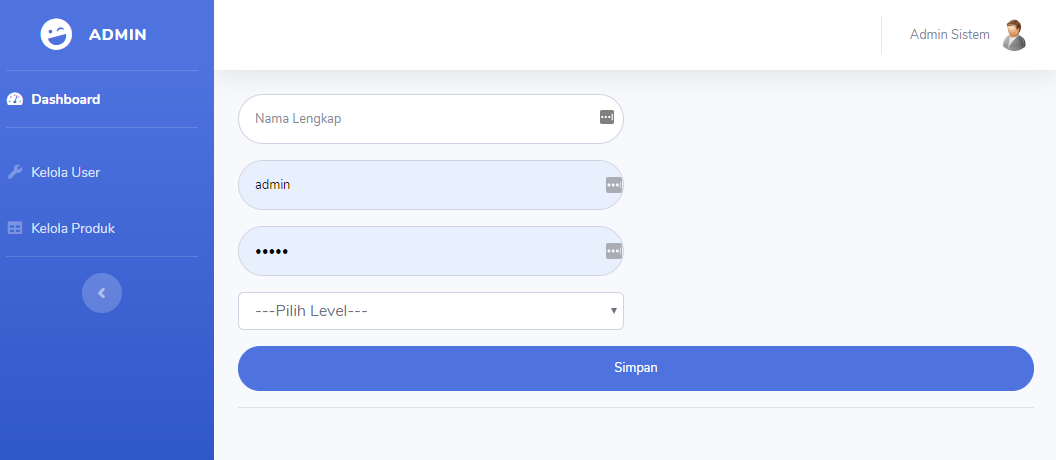 ADMIN
Admin Sistem
Dashboard
Kelola User
Kelola Produk
Nama Lengkap
admin
•••••
---Pilih Level---
Simpan